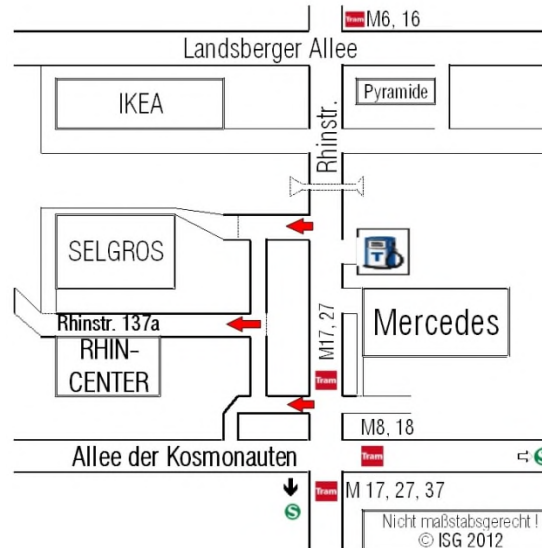 Tram M6, 16
Landsberger Allee
IKEA
Pyramide
Rhinstr.
SELGROS
T
Rhinstr. 137a
RHIN-
CENTER
M17, 27
Mercedes
Tram
M8, 18
Allee der Kosmonauten
Tram
S
S
Tram M 17, 27, 37
Nicht maßstabsgerecht !
© ISG 2012